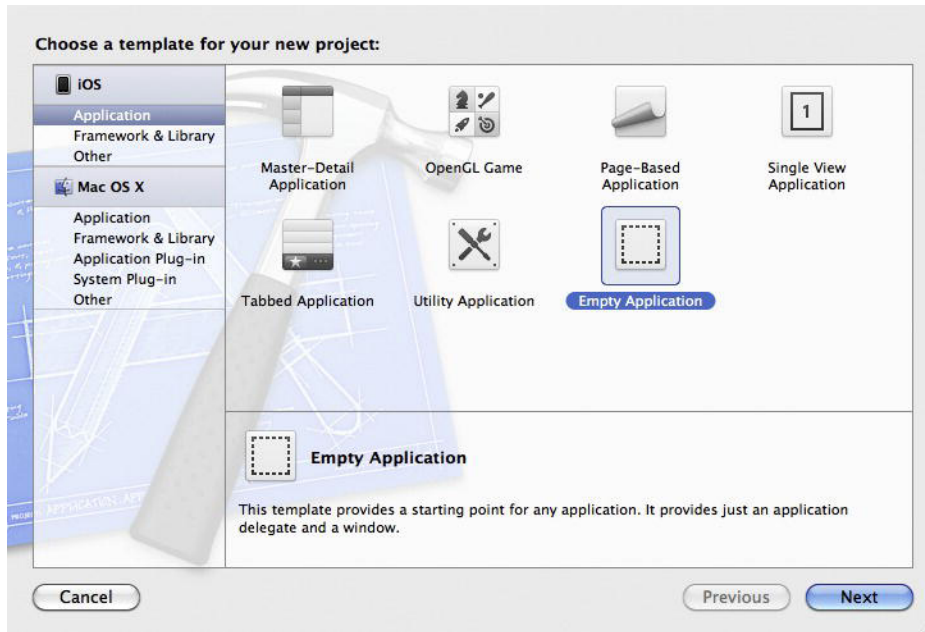 Choose a template for your new project:
iOS
Application
Framework & Library
Other
Mac OS X
Application
Framework & Library
Application Plug-in
System Plug-in
Other
Master-Detail
Application
OpenGL Game
Page-Based
Application
1
Single View
Application
Tabbed Application
Utility Application
Empty Application
Empty Application
This template provides a starting point for any application. It provides just an application
delegate and a window.
Cancel
Previous
Next